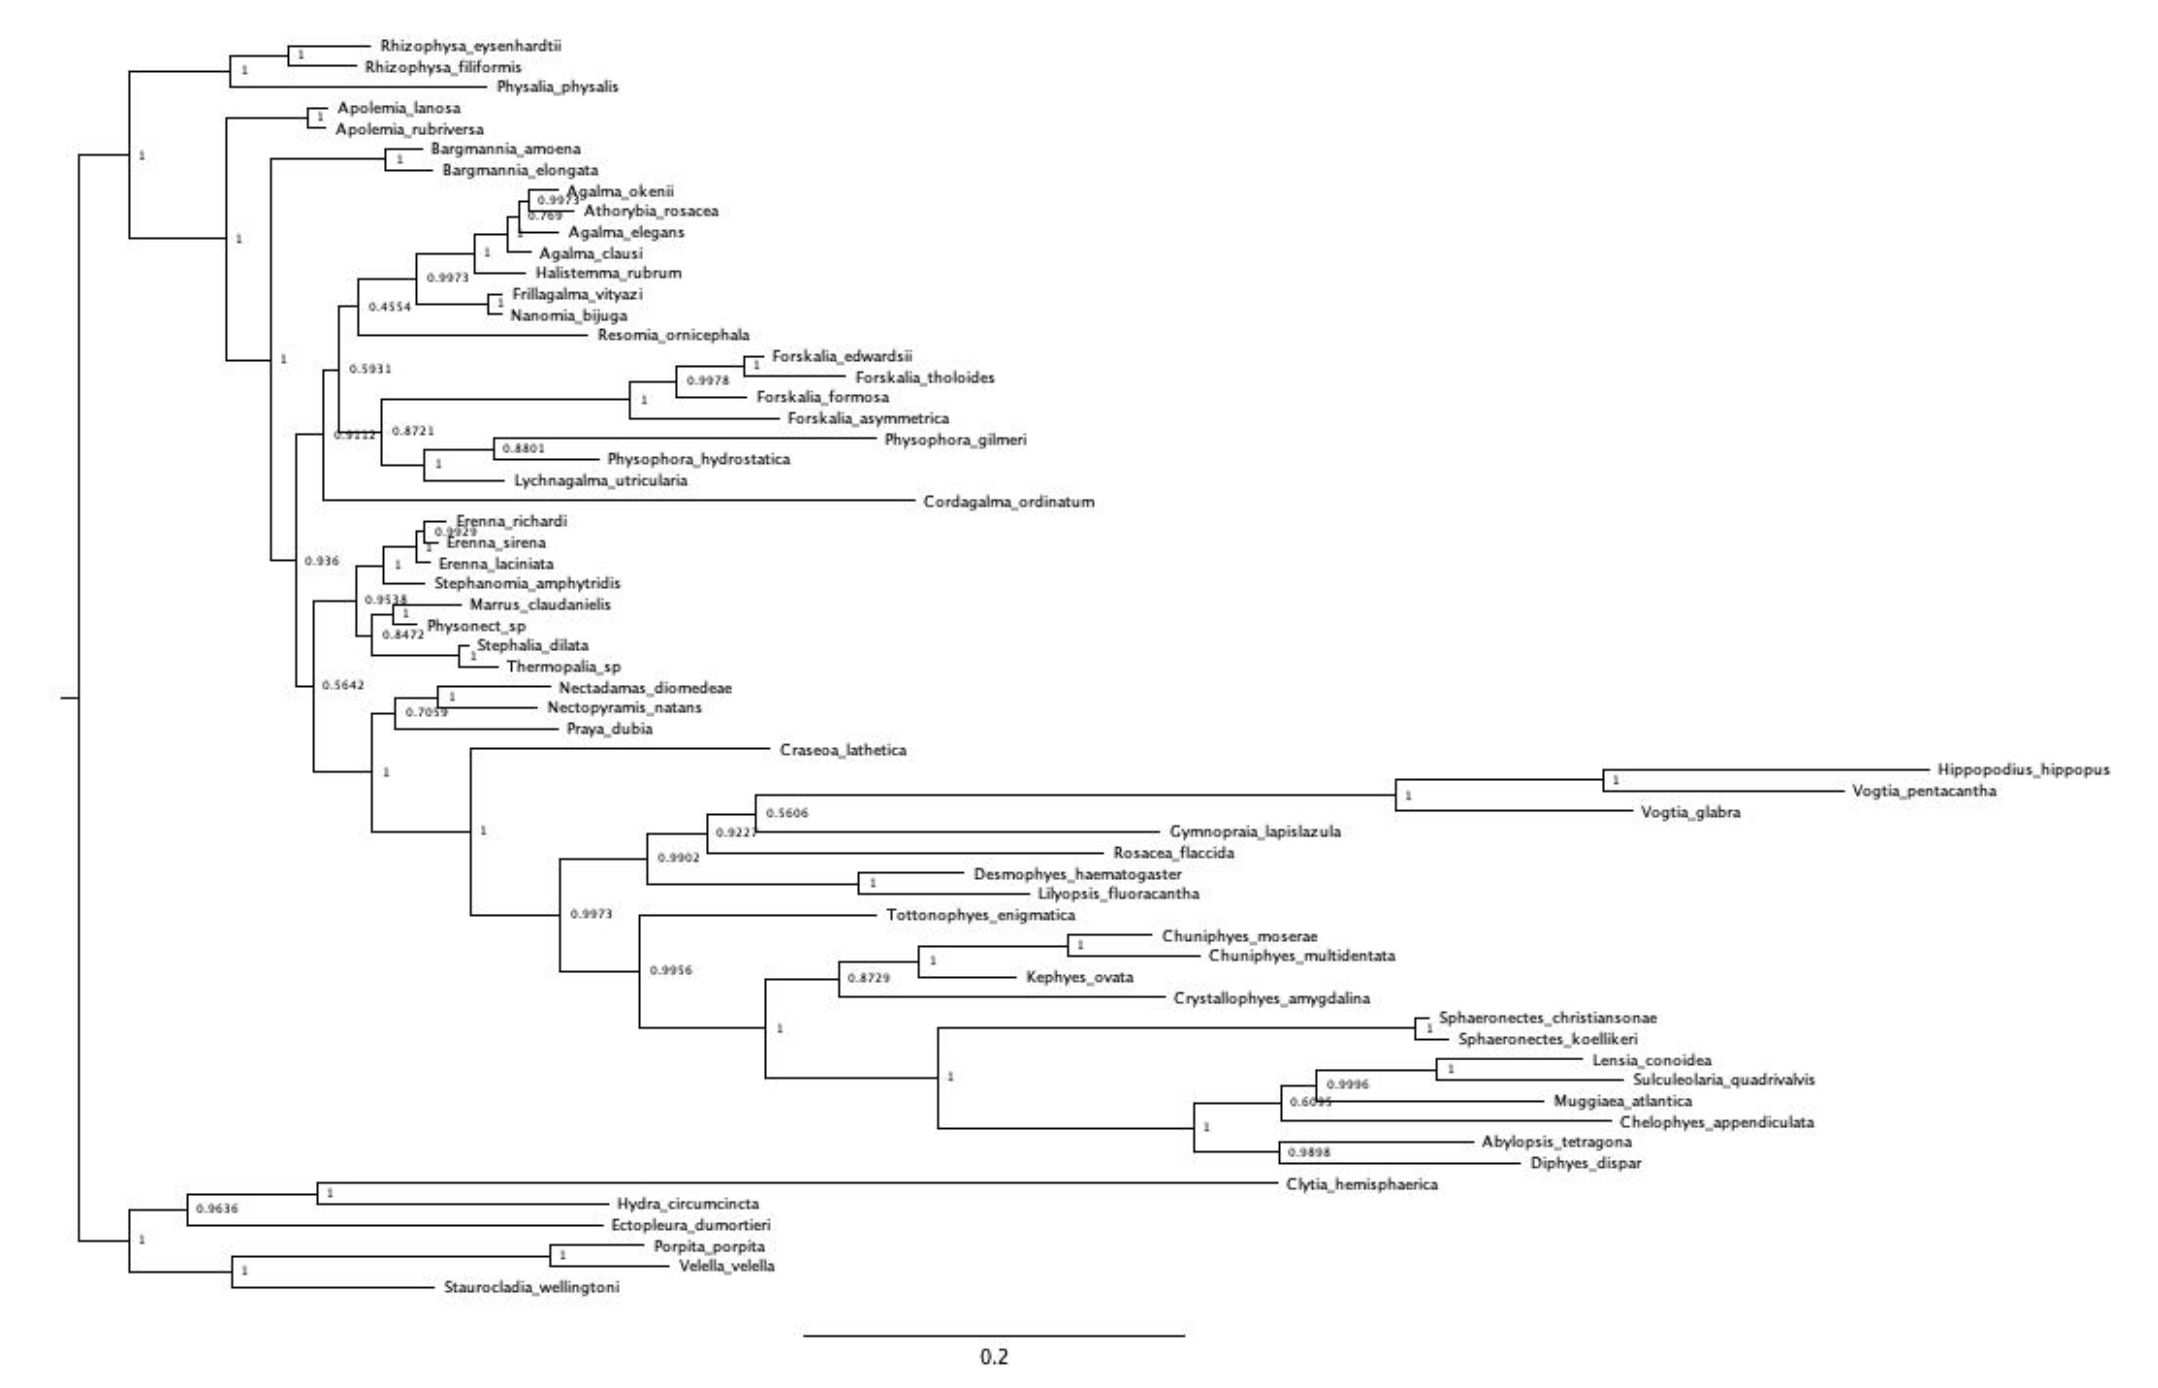 Rhizophysa_eysenhardtii
1
Rhizophysa_filiformis
1
Physalia_physalis
Apolemia_lanosa
1
Apolemia_rubriversa
Bargmannia_amoena
1
1
Bargmannia_elongata
Agalma_okenii
0.9973
Athorybia_rosacea
0.769
Agalma_elegans
1
1
Agalma_clausi
1
Halistemma_rubrum
0.9973
Frillagalma_vityazi
1
0.4554
Nanomia_bijuga
Resomia_ornicephala
Forskalia_edwardsii
1
1
0.5931
Forskalia_tholoides
0.9978
Forskalia_formosa
1
Forskalia_asymmetrica
0.9112
0.8721
Physophora_gilmeri
0.8801
Physophora_hydrostatica
1
Lychnagalma_utricularia
Cordagalma_ordinatum
Erenna_richardi
0.9929
Erenna_sirena
1
0.936
Erenna_laciniata
1
Stephanomia_amphytridis
0.9538
Marrus_claudanielis
1
Physonect_sp
0.8472
Stephalia_dilata
1
Thermopalia_sp
0.5642
Nectadamas_diomedeae
1
Nectopyramis_natans
0.7059
Praya_dubia
Craseoa_lathetica
1
Hippopodius_hippopus
1
Vogtia_pentacantha
1
Vogtia_glabra
0.5606
1
Gymnopraia_lapislazula
0.9227
Rosacea_flaccida
0.9902
Desmophyes_haematogaster
1
Lilyopsis_fluoracantha
0.9973
Tottonophyes_enigmatica
Chuniphyes_moserae
1
Chuniphyes_multidentata
1
0.9956
Kephyes_ovata
0.8729
Crystallophyes_amygdalina
Sphaeronectes_christiansonae
1
1
Sphaeronectes_koellikeri
Lensia_conoidea
1
1
Sulculeolaria_quadrivalvis
0.9996
Muggiaea_atlantica
0.6095
Chelophyes_appendiculata
1
Abylopsis_tetragona
0.9898
Diphyes_dispar
Clytia_hemisphaerica
1
Hydra_circumcincta
0.9636
Ectopleura_dumortieri
1
Porpita_porpita
1
Velella_velella
1
Staurocladia_wellingtoni
0.2